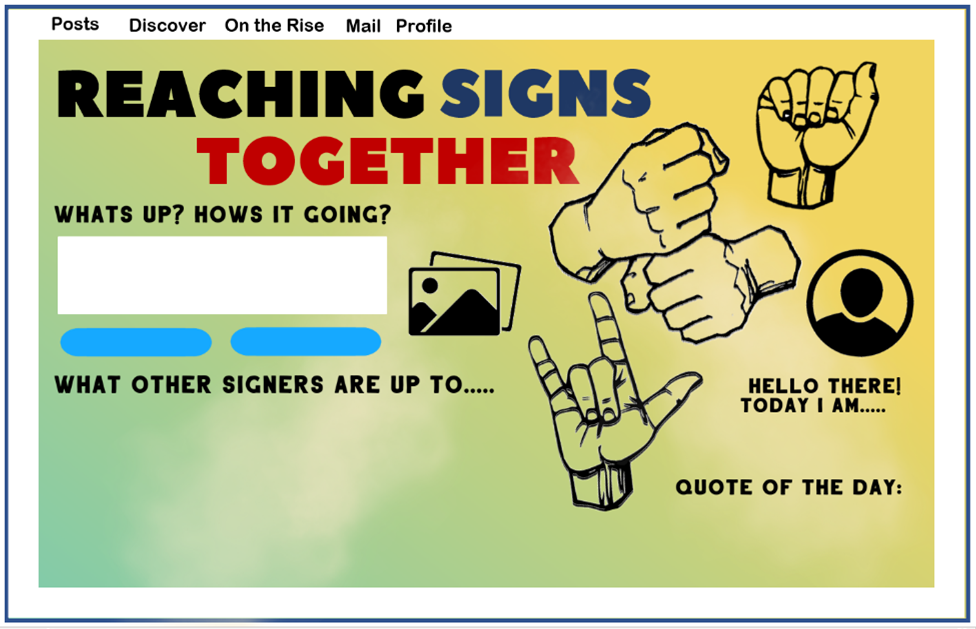 Posts Discover On the Rise Mail Profile
REACHING SIGNS
TOGETHER
WHATS UP? HOWS IT GOING?
WHAT OTHER SIGNERS ARE UP TO.....
HELLO THERE!
TODAY I AM.....
QUOTE OF THE DAY: